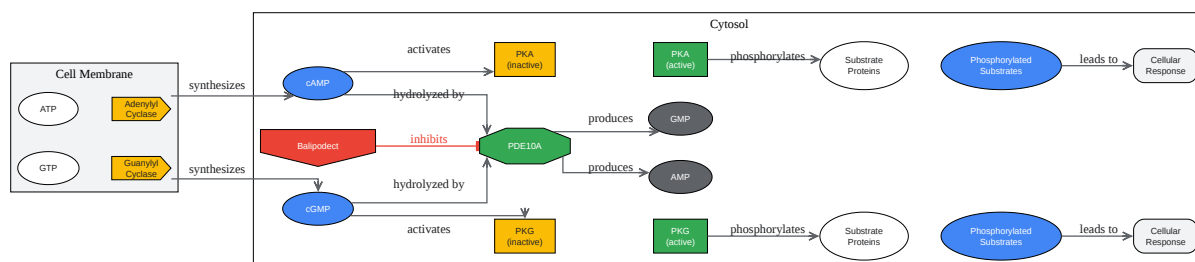 Cytosol
Cell Membrane
ATP
Adenylyl
Cyclase
GTP
Guanylyl
Cyclase
synthesizes
synthesizes
cAMP
activates
hydrolyzed by
PKA
(inactive)
Balipodect
inhibits
PDE10A
cGMP
hydrolyzed by
activates
PKG
(inactive)
produces
GMP
produces
AMP
PKA
(active)
phosphorylates
Substrate
Proteins
Phosphorylated
Substrates
leads to
Cellular
Response
PKG
(active)
phosphorylates
Substrate
Proteins
Phosphorylated
Substrates
leads to
Cellular
Response